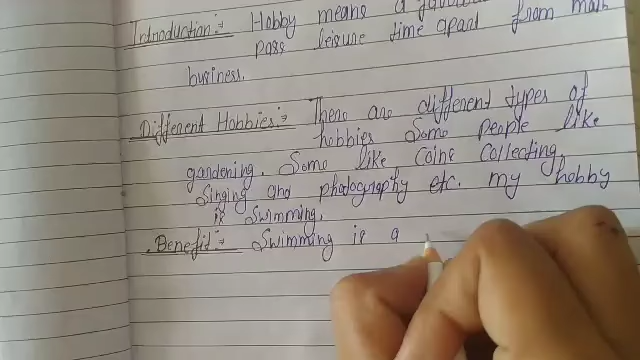 Introduction:- Hobby means a
pass leisure time apart from main
business.
Different Hobbies:- There are different types of
hobbies Some people like
gardening. Some like, Coins collecting,
Singing and photography etc. my hobby
is Swimming.
Benefit:- Swimming is a